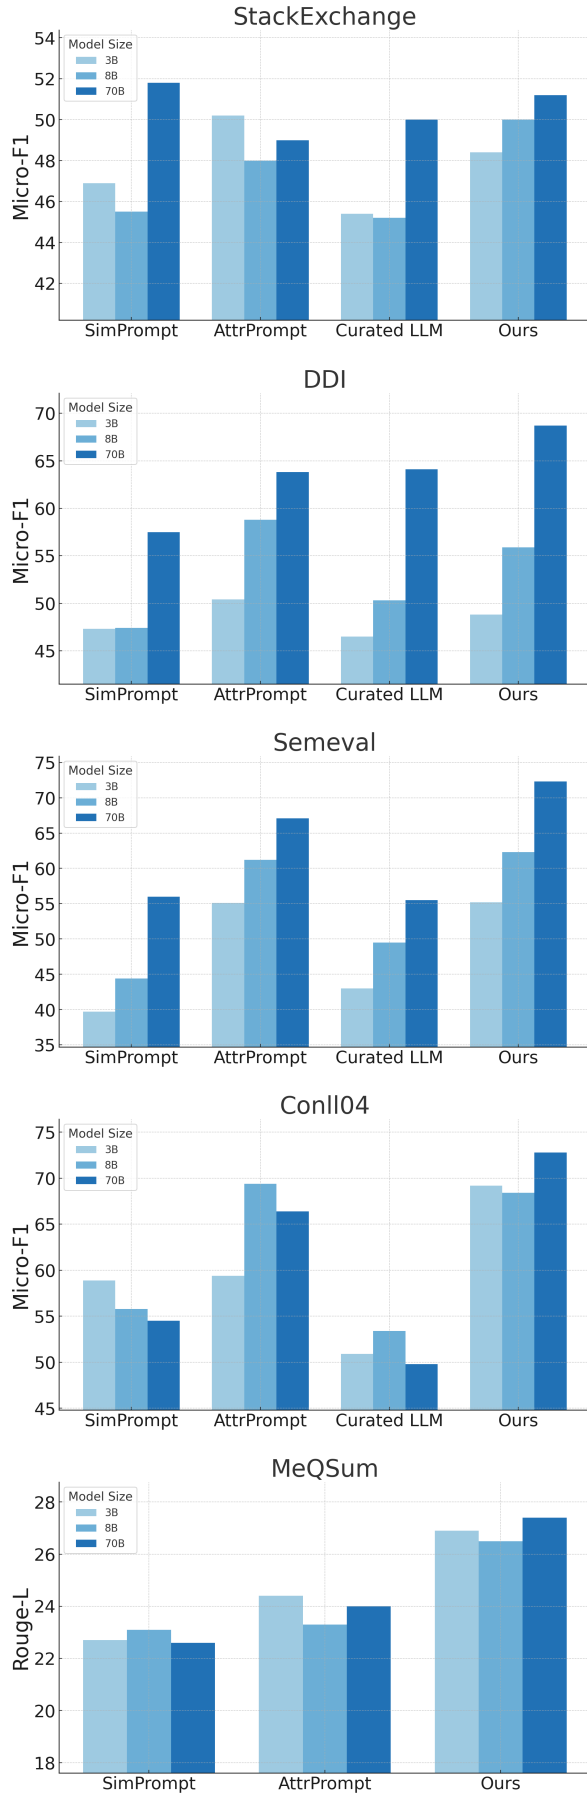 StackExchange
Model Size
3B
8B
70B
54
52
50
48
46
44
42
Micro-F1
SimPrompt AttrPrompt Curated LLM Ours
DDI
Model Size
3B
8B
70B
70
65
60
55
50
45
Micro-F1
SimPrompt AttrPrompt Curated LLM Ours
Semeval
Model Size
3B
8B
70B
75
70
65
60
55
50
45
40
35
Micro-F1
SimPrompt AttrPrompt Curated LLM Ours
Conll04
Model Size
3B
8B
70B
75
70
65
60
55
50
45
Micro-F1
SimPrompt AttrPrompt Curated LLM Ours
MeQSum
Model Size
3B
8B
70B
28
26
24
22
20
18
Rouge-L
SimPrompt AttrPrompt Ours